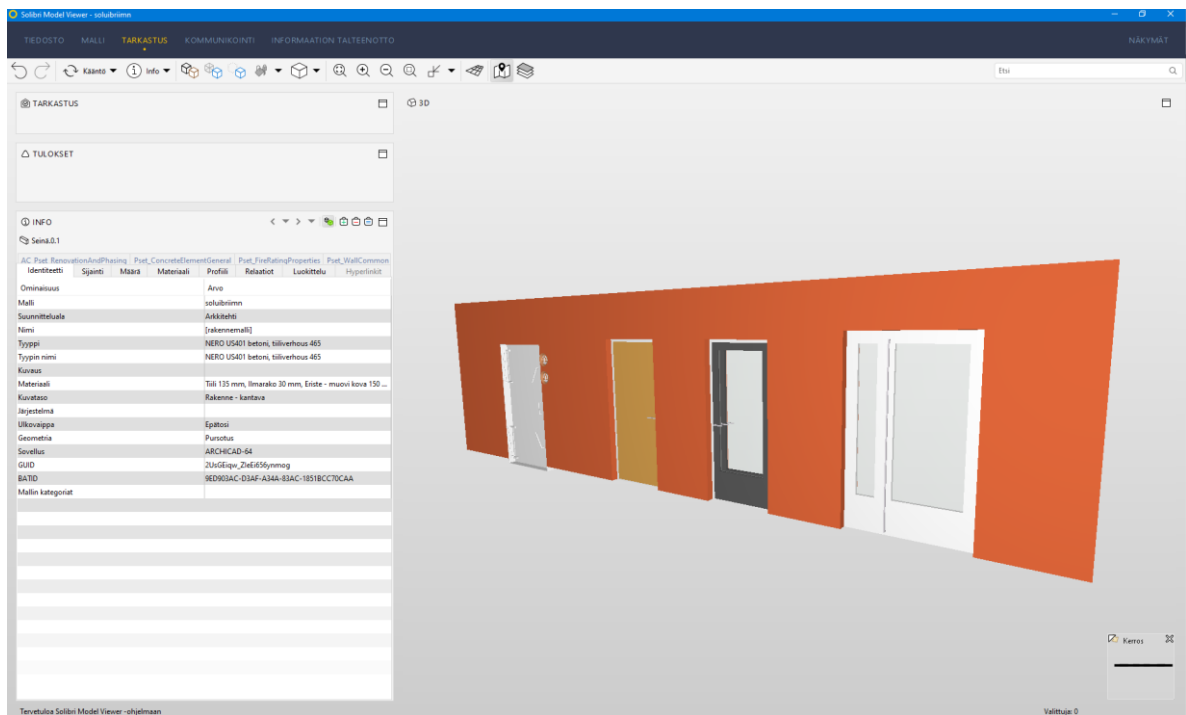 Solibri Model Viewer - soluibriimn
TIEDOSTO MALLI TARKASTUS KOMMUNIKOINTI INFORMAATION TALTEENOTTO NÄKYMÄT
Kääntö Info Etsi
TARKASTUS
3D
TULOKSET
INFO
Seinä.0.1
AC_Pset_RenovationAndPhasing Pset_ConcreteElementGeneral Pset_FireRatingProperties Pset_WallCommon
Identiteetti Sijainti Määrä Materiaali Profiili Relaatiot Luokittelu Hyperlinkit
Ominaisuus Arvo
Malli soluibriimn
Suunnitteluala Arkkitehti
Nimi [rakennemalli]
Tyyppi NERO US401 betoni, tiiliverhous 465
Tyypin nimi NERO US401 betoni, tiiliverhous 465
Kuvaus
Materiaali Tiili 135 mm, Ilmarako 30 mm, Eriste - muovi kova 150 ...
Kuvataso Rakenne - kantava
Järjestelmä
Ulkovaippa Epätosi
Geometria Pursotus
Sovellus ARCHICAD-64
GUID 2UsGEiqw_ZIeEi656ynmog
BATID 9ED903AC-D3AF-A34A-83AC-1851BCC70CAA
Mallin kategoriat
Kerros
Tervetuloa Solibri Model Viewer -ohjelmaan Valittuja: 0